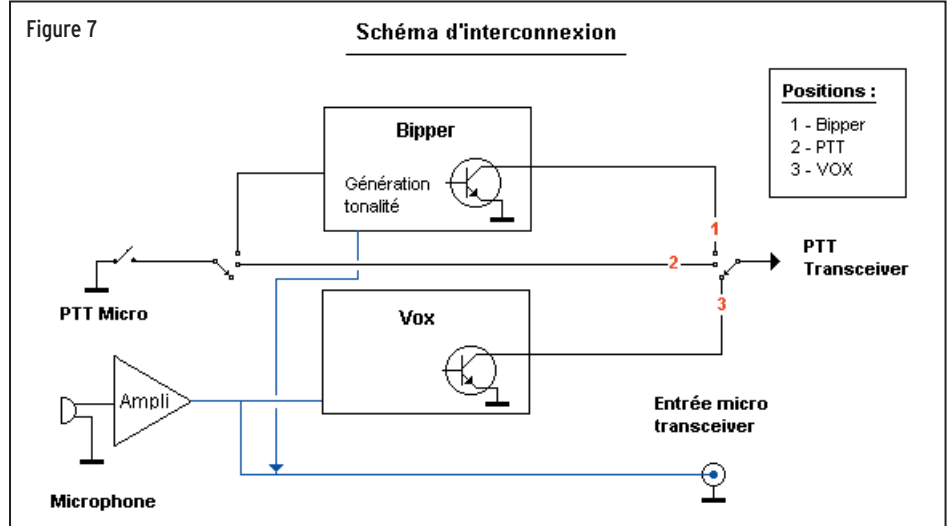 Figure 7
Schéma d'interconnexion
Positions :
1 - Bipper
2 - PTT
3 - VOX
Bipper
Génération
tonalité
1
2
3
PTT
Transceiver
PTT Micro
Vox
Ampli
Entrée micro
transceiver
Microphone